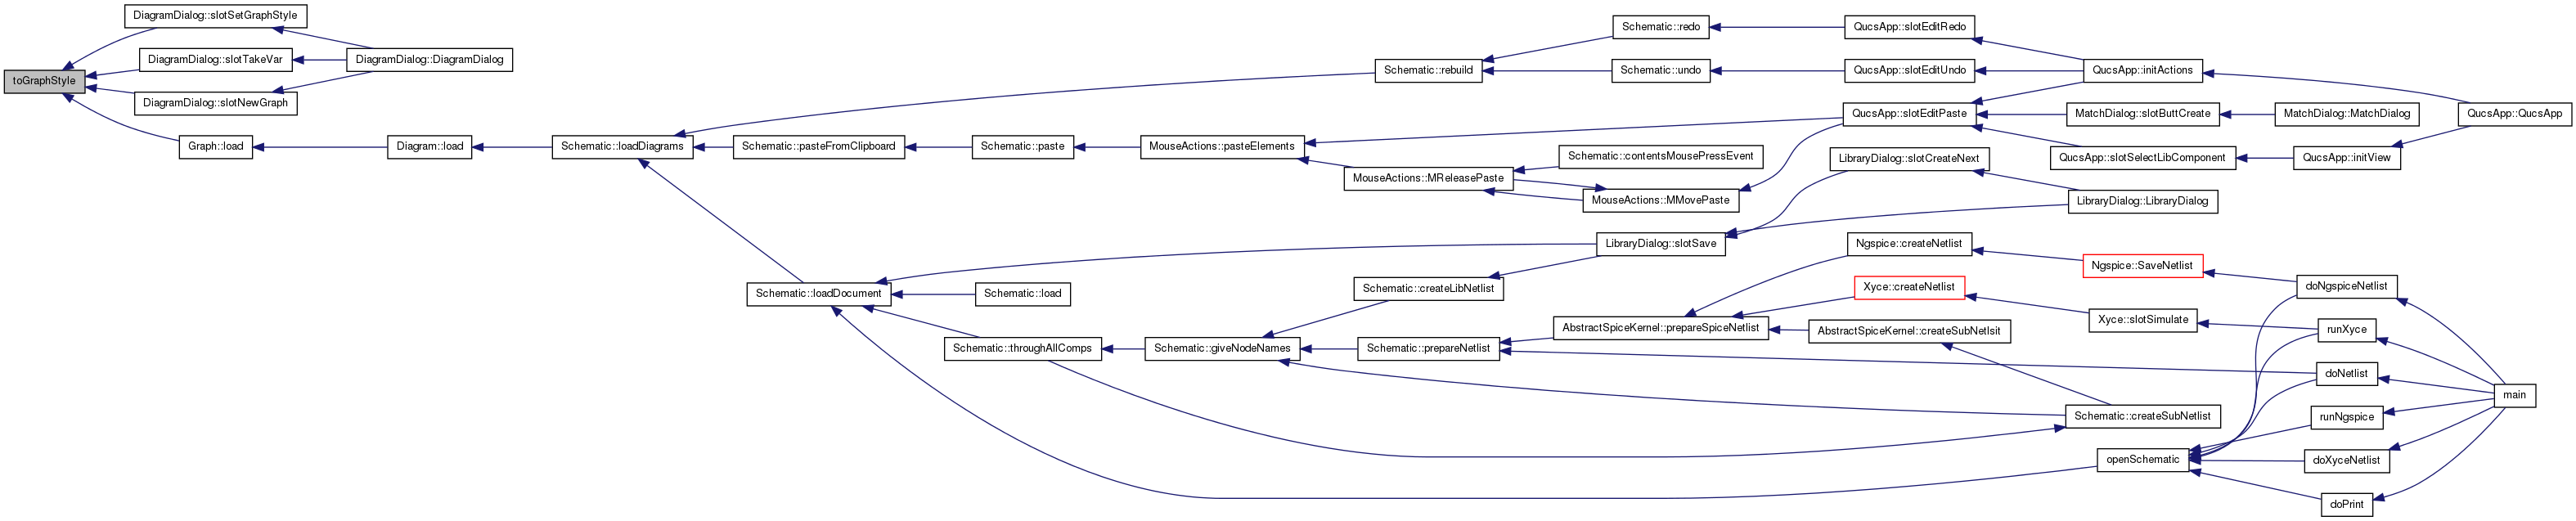 toGraphStyle
DiagramDialog::slotSetGraphStyle
DiagramDialog::slotTakeVar
DiagramDialog::slotNewGraph
DiagramDialog::DiagramDialog
Graph::load
Diagram::load
Schematic::loadDiagrams
Schematic::rebuild
Schematic::redo
Schematic::undo
QucsApp::slotEditRedo
QucsApp::slotEditUndo
QucsApp::initActions
QucsApp::QucsApp
Schematic::pasteFromClipboard
Schematic::paste
MouseActions::pasteElements
QucsApp::slotEditPaste
MatchDialog::slotButtCreate
MatchDialog::MatchDialog
QucsApp::slotSelectLibComponent
QucsApp::initView
MouseActions::MReleasePaste
Schematic::contentsMousePressEvent
MouseActions::MMovePaste
LibraryDialog::slotCreateNext
LibraryDialog::LibraryDialog
LibraryDialog::slotSave
Schematic::loadDocument
Schematic::load
Schematic::throughAllComps
Schematic::giveNodeNames
Schematic::createLibNetlist
Schematic::prepareNetlist
AbstractSpiceKernel::prepareSpiceNetlist
Ngspice::createNetlist
Ngspice::SaveNetlist
Xyce::createNetlist
Xyce::slotSimulate
AbstractSpiceKernel::createSubNetlsit
Schematic::createSubNetlist
openSchematic
doNgspiceNetlist
runXyce
doNetlist
runNgspice
doXyceNetlist
doPrint
main